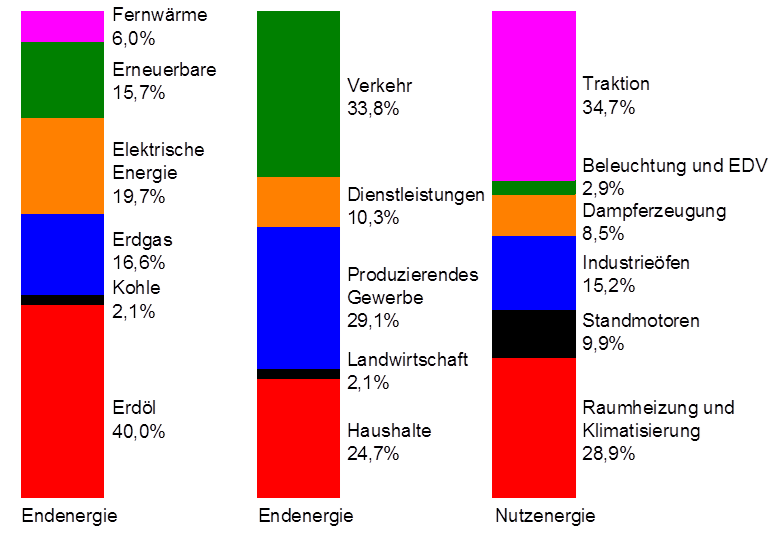 Fernwärme
6,0%
Erneuerbare
15,7%
Elektrische
Energie
19,7%
Erdgas
16,6%
Kohle
2,1%
Erdöl
40,0%
Endenergie
Verkehr
33,8%
Dienstleistungen
10,3%
Produzierendes
Gewerbe
29,1%
Landwirtschaft
2,1%
Haushalte
24,7%
Endenergie
Traktion
34,7%
Beleuchtung und EDV
2,9%
Dampferzeugung
8,5%
Industrieöfen
15,2%
Standmotoren
9,9%
Raumheizung und
Klimatisierung
28,9%
Nutzenergie